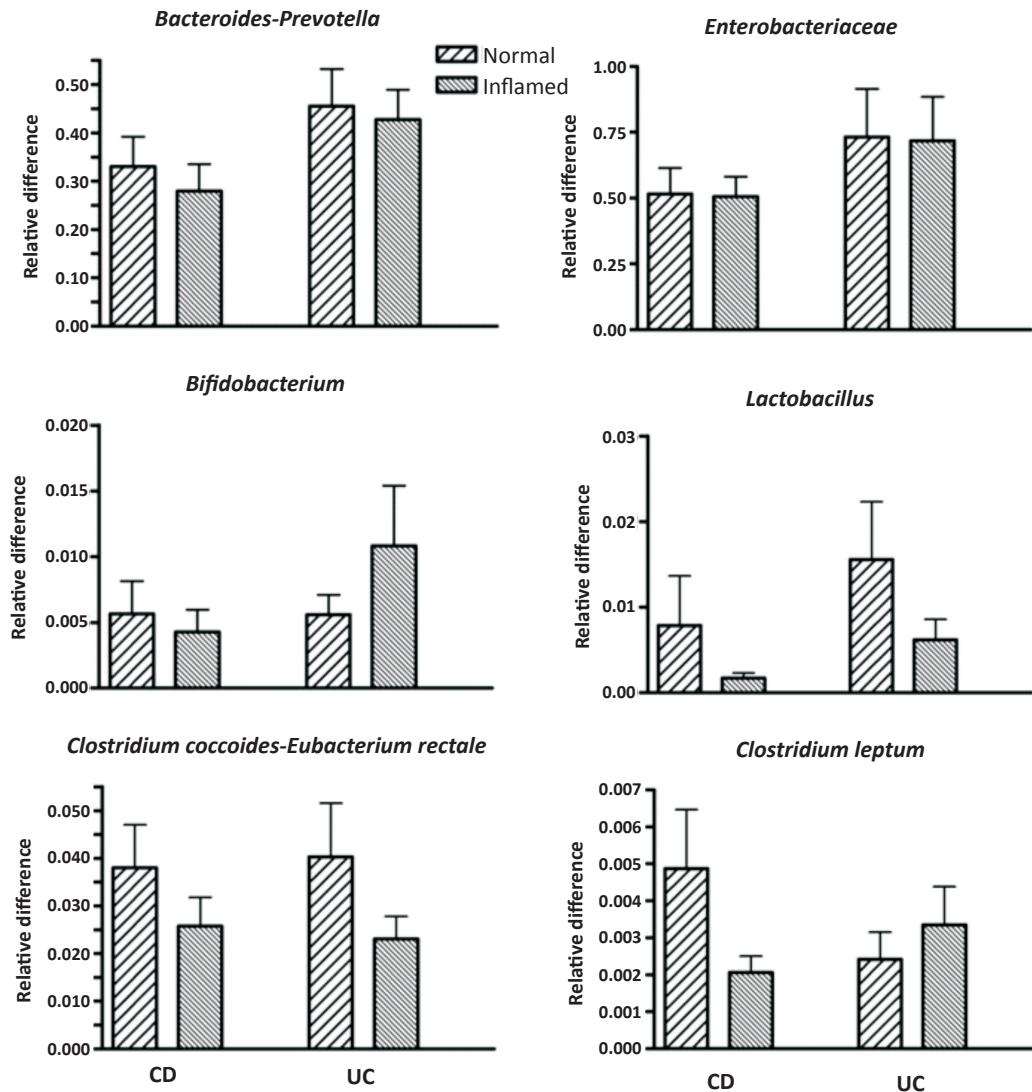 Bacteroides-Prevotella
Normal
Inflamed
Relative difference
0.50
0.40
0.30
0.20
0.10
0.00
Enterobacteriaceae
Relative difference
1.00
0.75
0.50
0.25
0.00
Bifidobacterium
Relative difference
0.020
0.015
0.010
0.005
0.000
Lactobacillus
Relative difference
0.03
0.02
0.01
0.00
Clostridium coccoides-Eubacterium rectale
Relative difference
0.050
0.040
0.030
0.020
0.010
0.000
CD
UC
Clostridium leptum
Relative difference
0.007
0.006
0.005
0.004
0.003
0.002
0.001
0.000
CD
UC